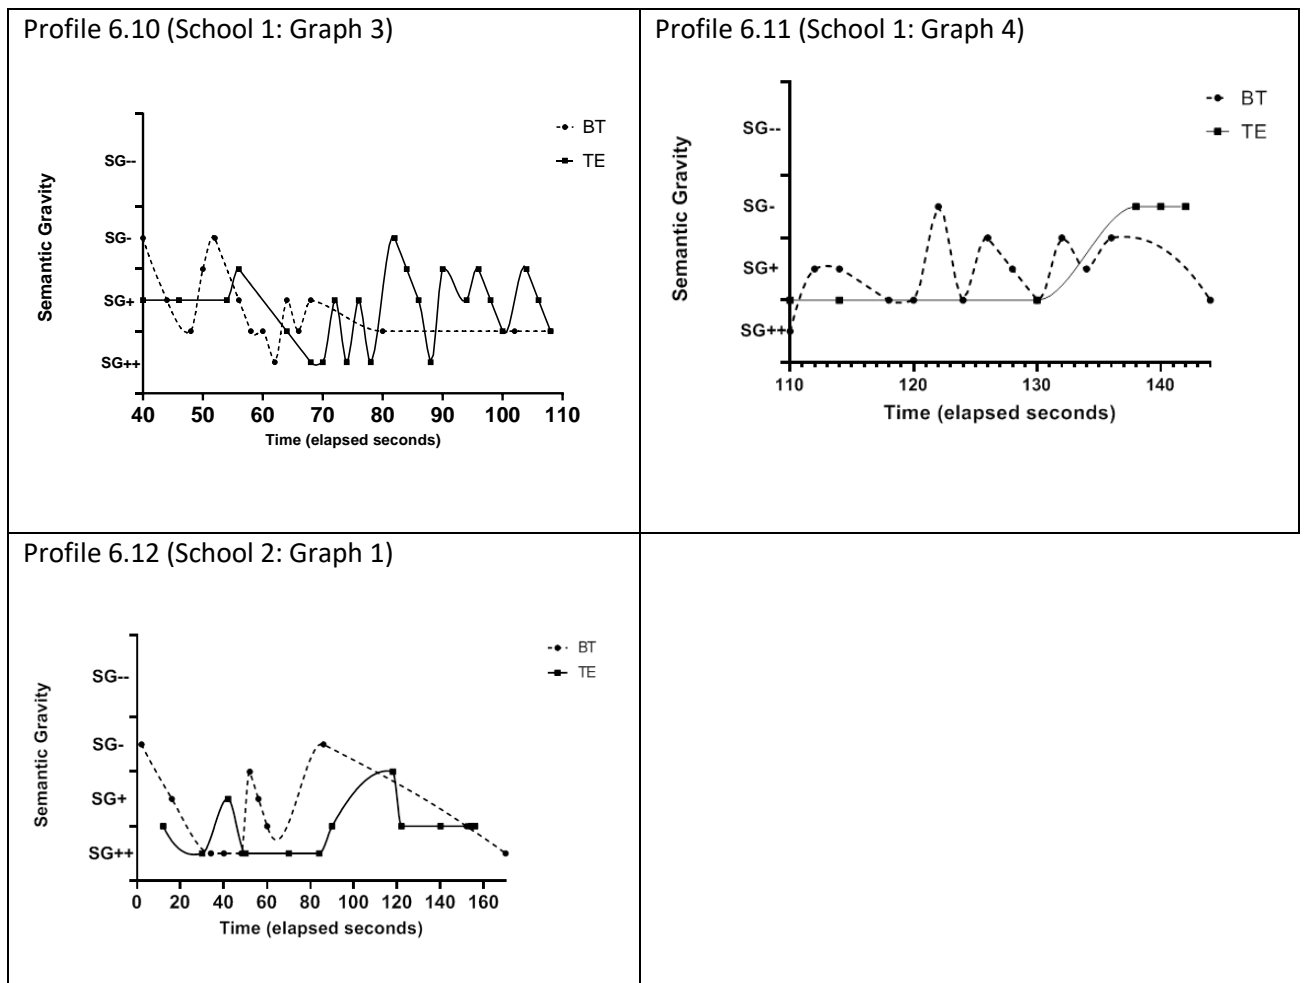 Profile 6.10 (School 1: Graph 3)
BT
TE
Semantic Gravity
SG--
SG-
SG+
SG++
40 50 60 70 80 90 100 110
Time (elapsed seconds)
Profile 6.11 (School 1: Graph 4)
BT
TE
Semantic Gravity
SG--
SG-
SG+
SG++
110 120 130 140
Time (elapsed seconds)
Profile 6.12 (School 2: Graph 1)
BT
TE
Semantic Gravity
SG--
SG-
SG+
SG++
0 20 40 60 80 100 120 140 160
Time (elapsed seconds)